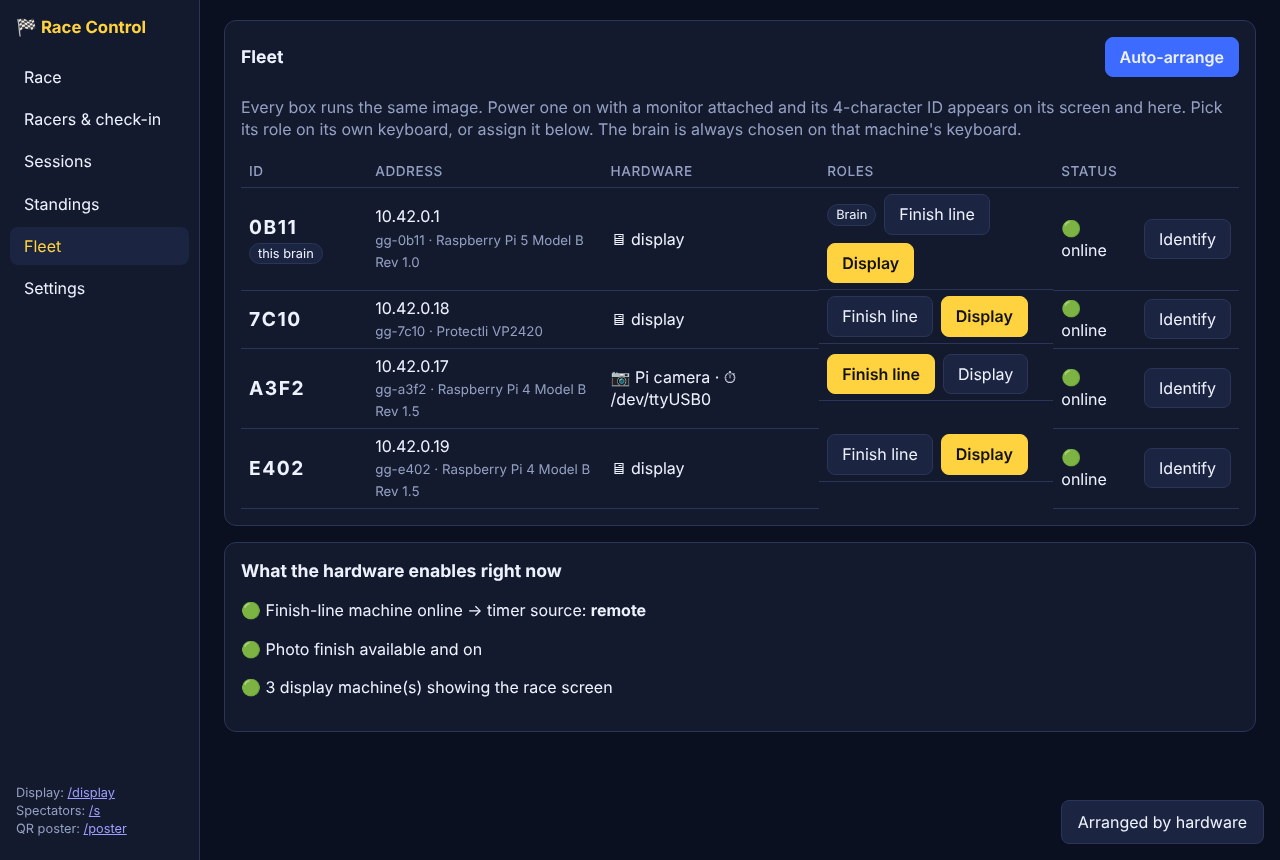 🏁 Race Control
Race
Racers & check-in
Sessions
Standings
Fleet
Settings
Display: /display
Spectators: /s
QR poster: /poster
Fleet
Auto-arrange
Every box runs the same image. Power one on with a monitor attached and its 4-character ID appears on its screen and here. Pick
its role on its own keyboard, or assign it below. The brain is always chosen on that machine's keyboard.
ID ADDRESS HARDWARE ROLES STATUS
0B11
this brain
10.42.0.1
gg-0b11 · Raspberry Pi 5 Model B
Rev 1.0
🖥 display
Brain Finish line
Display
🟢
online
Identify
7C10
10.42.0.18
gg-7c10 · Protectli VP2420
🖥 display
Finish line Display
🟢
online
Identify
A3F2
10.42.0.17
gg-a3f2 · Raspberry Pi 4 Model B
Rev 1.5
📷 Pi camera · ⏱
/dev/ttyUSB0
Finish line Display
🟢
online
Identify
E402
10.42.0.19
gg-e402 · Raspberry Pi 4 Model B
Rev 1.5
🖥 display
Finish line Display
🟢
online
Identify
What the hardware enables right now
🟢 Finish-line machine online → timer source: remote
🟢 Photo finish available and on
🟢 3 display machine(s) showing the race screen
Arranged by hardware